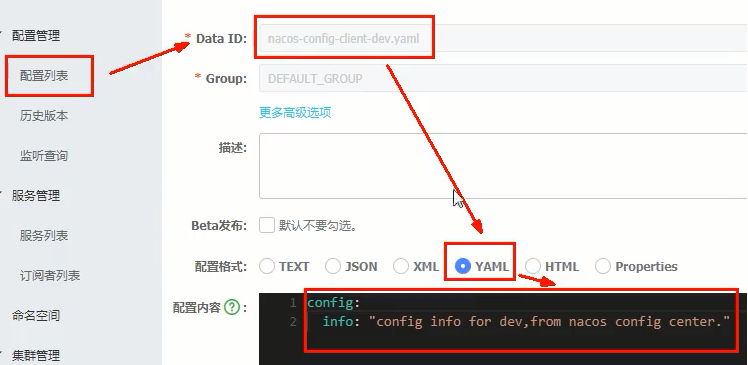 配置管理
配置列表
历史版本
监听查询
服务管理
服务列表
订阅者列表
命名空间
集群管理
* Data ID: nacos-config-client-dev.yaml
* Group: DEFAULT_GROUP
更多高级选项
描述:
Beta发布: 默认不要勾选。
配置格式: TEXT JSON XML YAML HTML Properties
配置内容 ? :
1 config:
2 info: "config info for dev,from nacos config center."